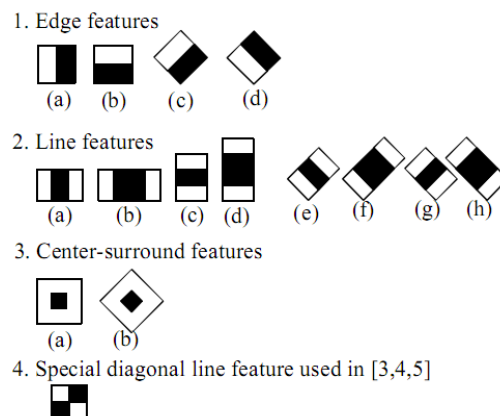 1. Edge features
(a) (b) (c) (d)
2. Line features
(a) (b) (c) (d) (e) (f) (g) (h)
3. Center-surround features
(a) (b)
4. Special diagonal line feature used in [3,4,5]